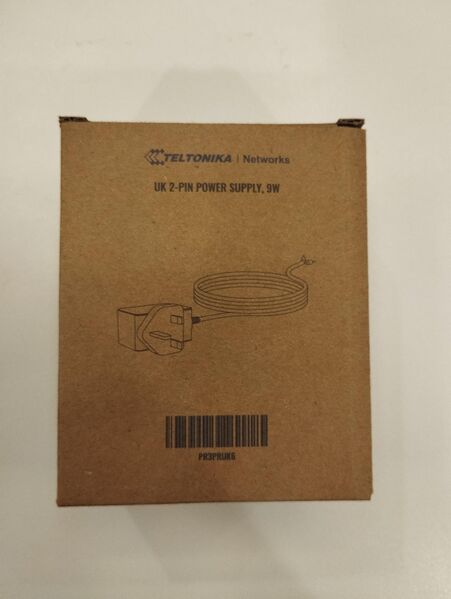 TELTONIKA | Networks
UK 2-PIN POWER SUPPLY, 9W
PR3PRUK6